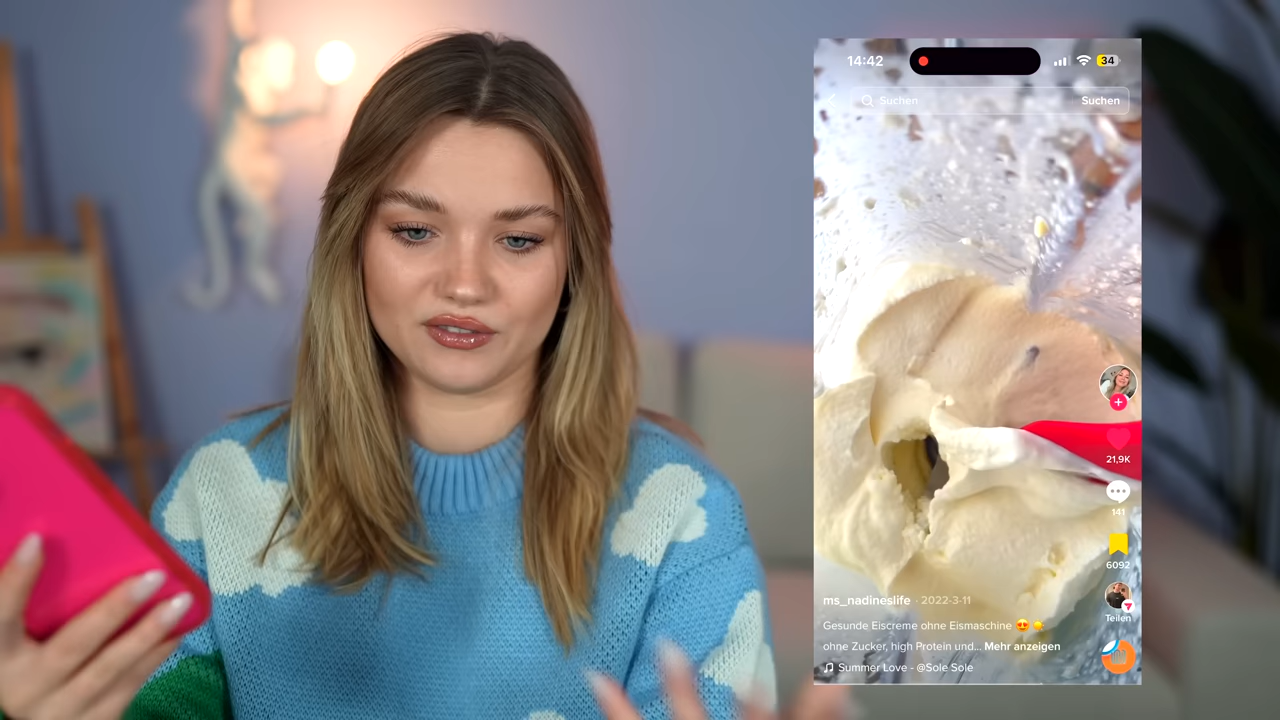 14:42
34
Suchen
Suchen
21,9K
141
6092
Teilen
ms_nadineslife · 2022-3-11
Gesunde Eiscreme ohne Eismaschine 😍👇
ohne Zucker, high Protein und... Mehr anzeigen
Summer Love - @Sole Sole